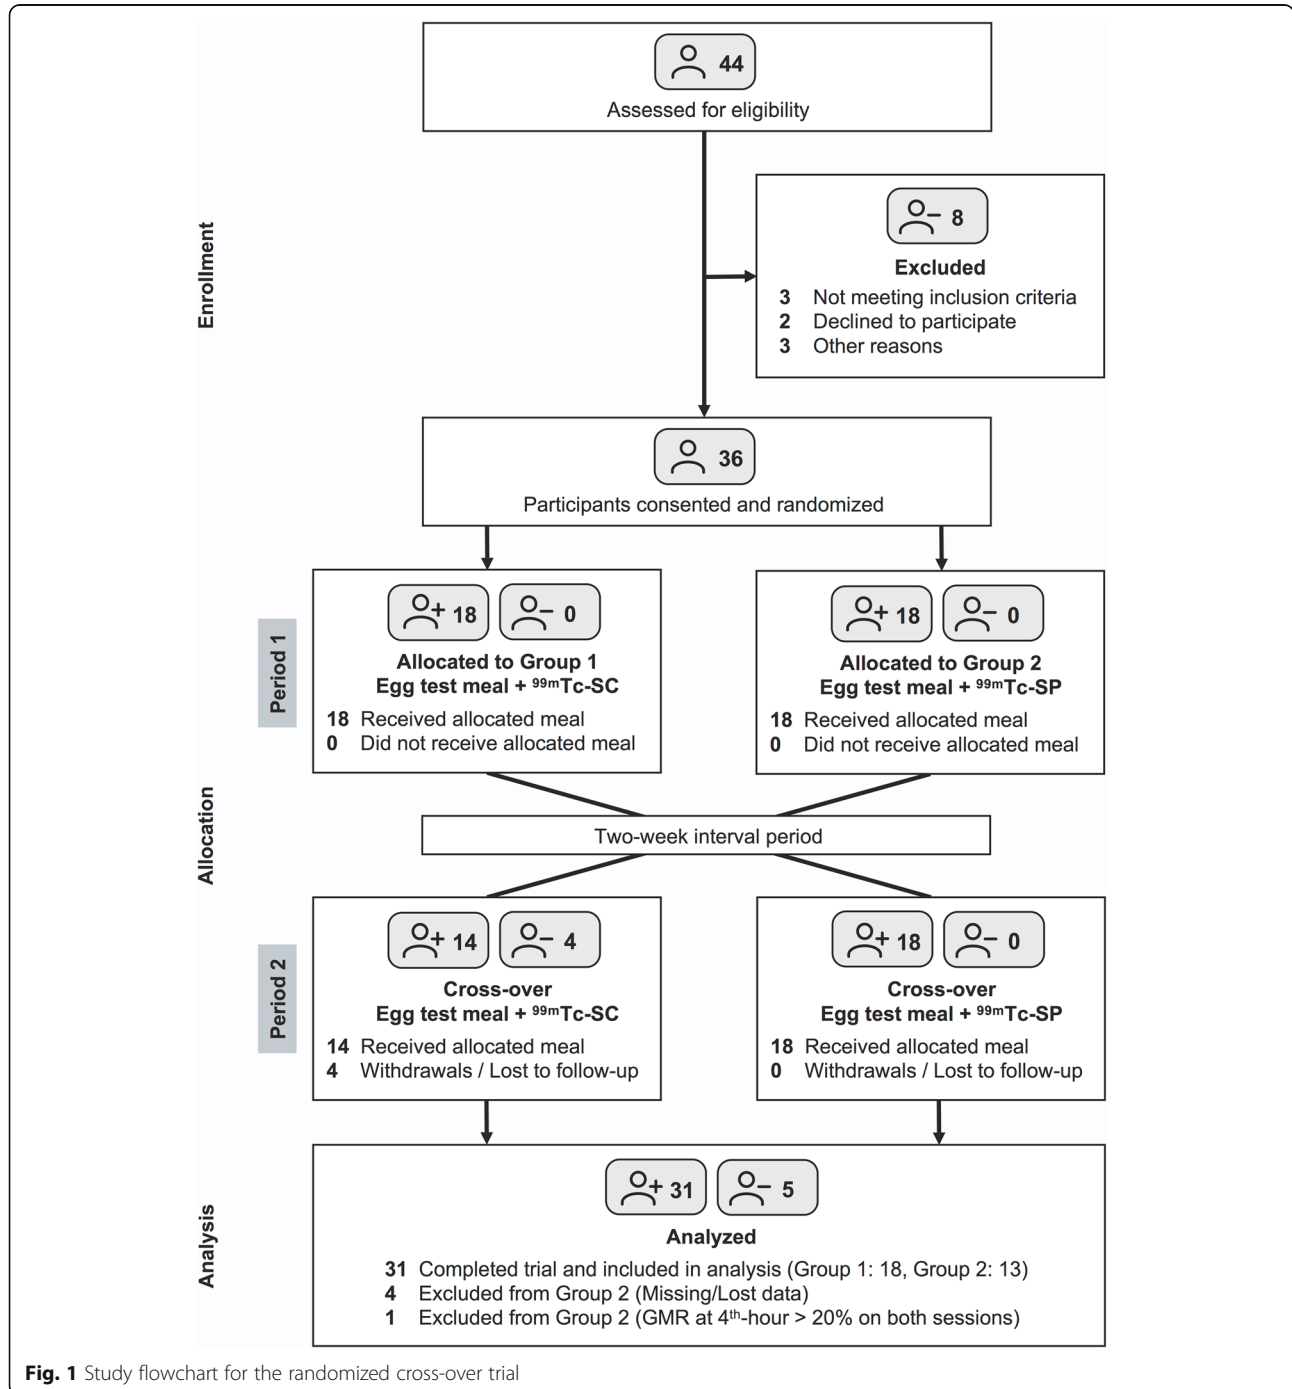 44
Assessed for eligibility
Enrollment
8
Excluded
3 Not meeting inclusion criteria
2 Declined to participate
3 Other reasons
36
Participants consented and randomized
Period 1
18 0
Allocated to Group 1
Egg test meal + ⁹⁹ᵐTc-SC
18 Received allocated meal
0 Did not receive allocated meal
18 0
Allocated to Group 2
Egg test meal + ⁹⁹ᵐTc-SP
18 Received allocated meal
0 Did not receive allocated meal
Allocation
Two-week interval period
Period 2
14 4
Cross-over
Egg test meal + ⁹⁹ᵐTc-SC
14 Received allocated meal
4 Withdrawals / Lost to follow-up
18 0
Cross-over
Egg test meal + ⁹⁹ᵐTc-SP
18 Received allocated meal
0 Withdrawals / Lost to follow-up
Analysis
31 5
Analyzed
31 Completed trial and included in analysis (Group 1: 18, Group 2: 13)
4 Excluded from Group 2 (Missing/Lost data)
1 Excluded from Group 2 (GMR at 4ᵗʰ-hour > 20% on both sessions)
Fig. 1 Study flowchart for the randomized cross-over trial